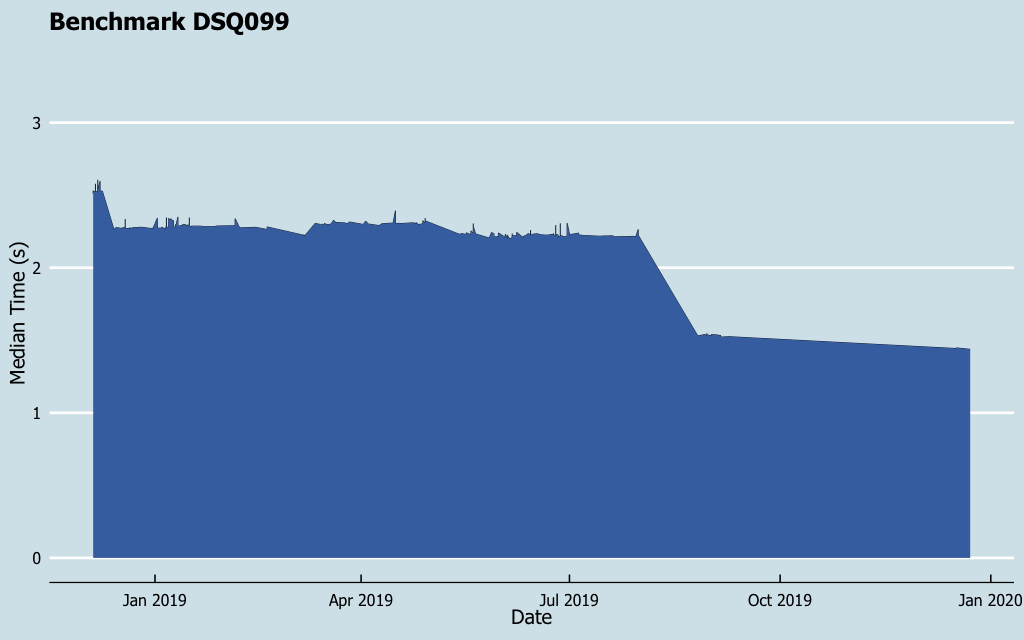 Benchmark DSQ099
3
2
1
0
Median Time (s)
Jan 2019
Apr 2019
Jul 2019
Oct 2019
Jan 2020
Date